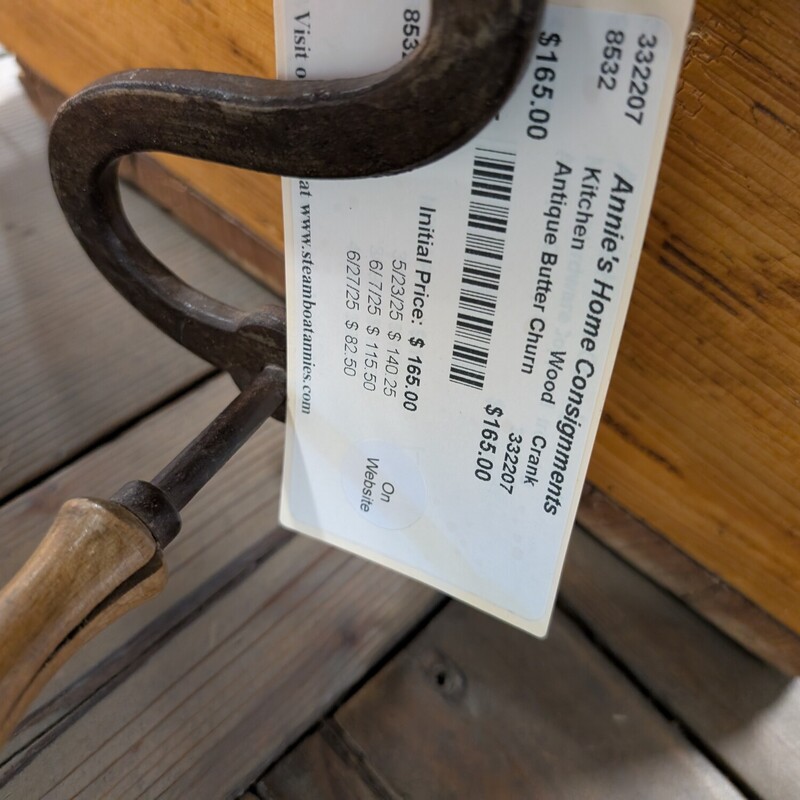 332207
8532
Annie's Home Consignments
Kitchen Wood Crank
Antique Butter Churn 332207
$165.00
$165.00
Initial Price: $ 165.00
5/23/25 $ 140.25
6/7/25 $ 115.50
6/27/25 $ 82.50
On
Website
853
Visit
at www.steamboatannies.com